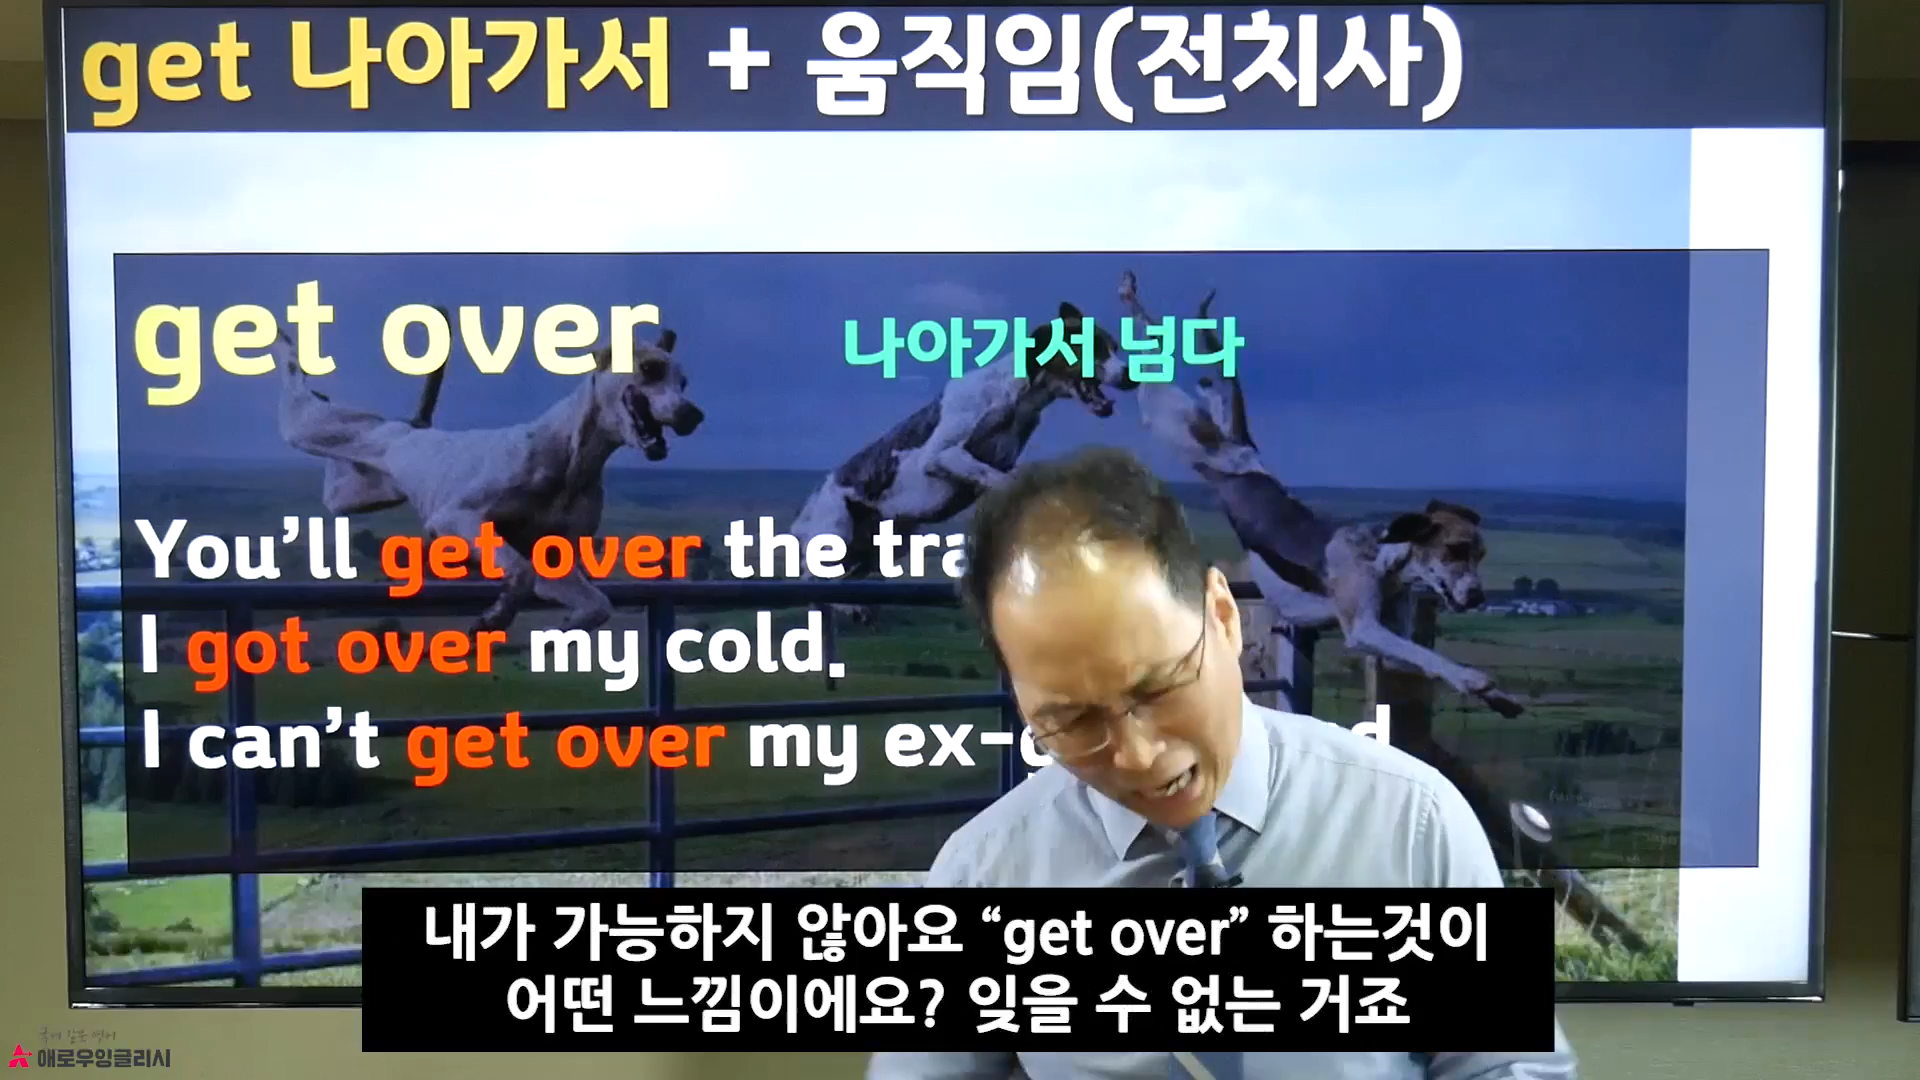 get 나아가서 + 움직임(전치사)
get over 나아가서 넘다
You'll get over the
I got over my cold.
I can't get over my
내가 가능하지 않아요 “get over” 하는것이
어떤 느낌이에요? 잊을 수 없는 거죠
애로우잉글리시